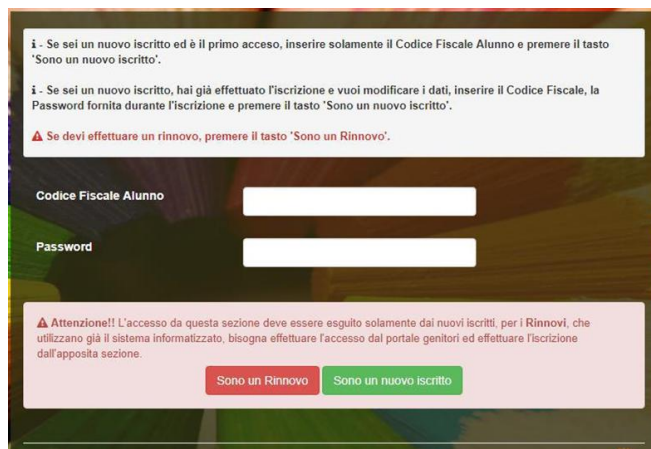 i - Se sei un nuovo iscritto ed è il primo accesso, inserire solamente il Codice Fiscale Alunno e premere il tasto
'Sono un nuovo iscritto'.
i - Se sei un nuovo iscritto, hai già effettuato l'iscrizione e vuoi modificare i dati, inserire il Codice Fiscale, la
Password fornita durante l'iscrizione e premere il tasto 'Sono un nuovo iscritto'.
Se devi effettuare un rinnovo, premere il tasto 'Sono un Rinnovo'.
Codice Fiscale Alunno
Password
Attenzione!! L'accesso da questa sezione deve essere esguito solamente dai nuovi iscritti, per i Rinnovi, che
utilizzano già il sistema informatizzato, bisogna effettuare l'accesso dal portale genitori ed effettuare l'iscrizione
dall'apposita sezione.
Sono un Rinnovo Sono un nuovo iscritto